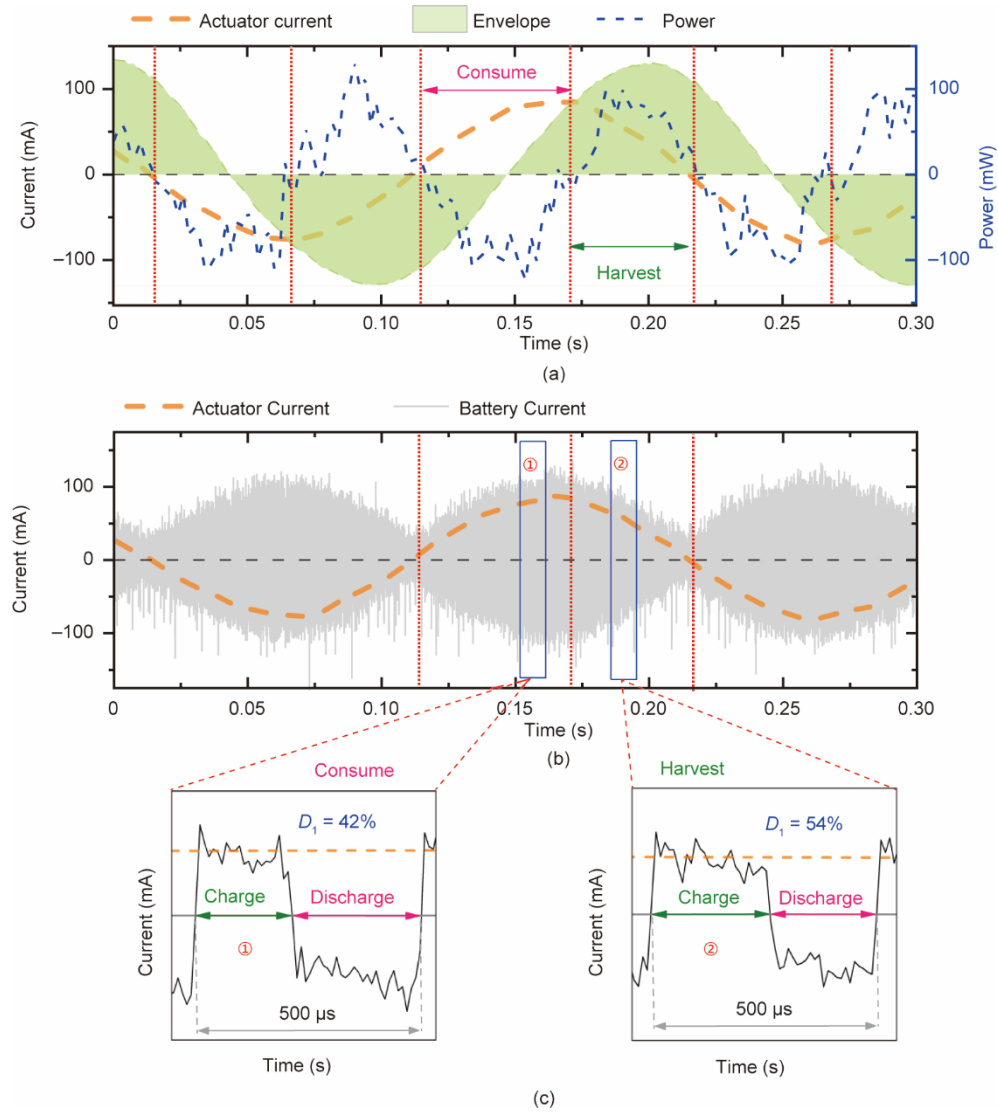 Actuator current Envelope Power
Consume
Harvest
Current (mA)
100
0
−100
Power (mW)
100
0
−100
0 0.05 0.10 0.15 0.20 0.25 0.30
Time (s)
(a)
Actuator Current Battery Current
① ②
Current (mA)
100
0
−100
0 0.05 0.10 0.15 0.20 0.25 0.30
Time (s)
(b)
Consume Harvest
D₁ = 42%
Charge Discharge
①
500 μs
Current (mA)
Time (s)
D₁ = 54%
Charge Discharge
②
500 μs
Current (mA)
Time (s)
(c)